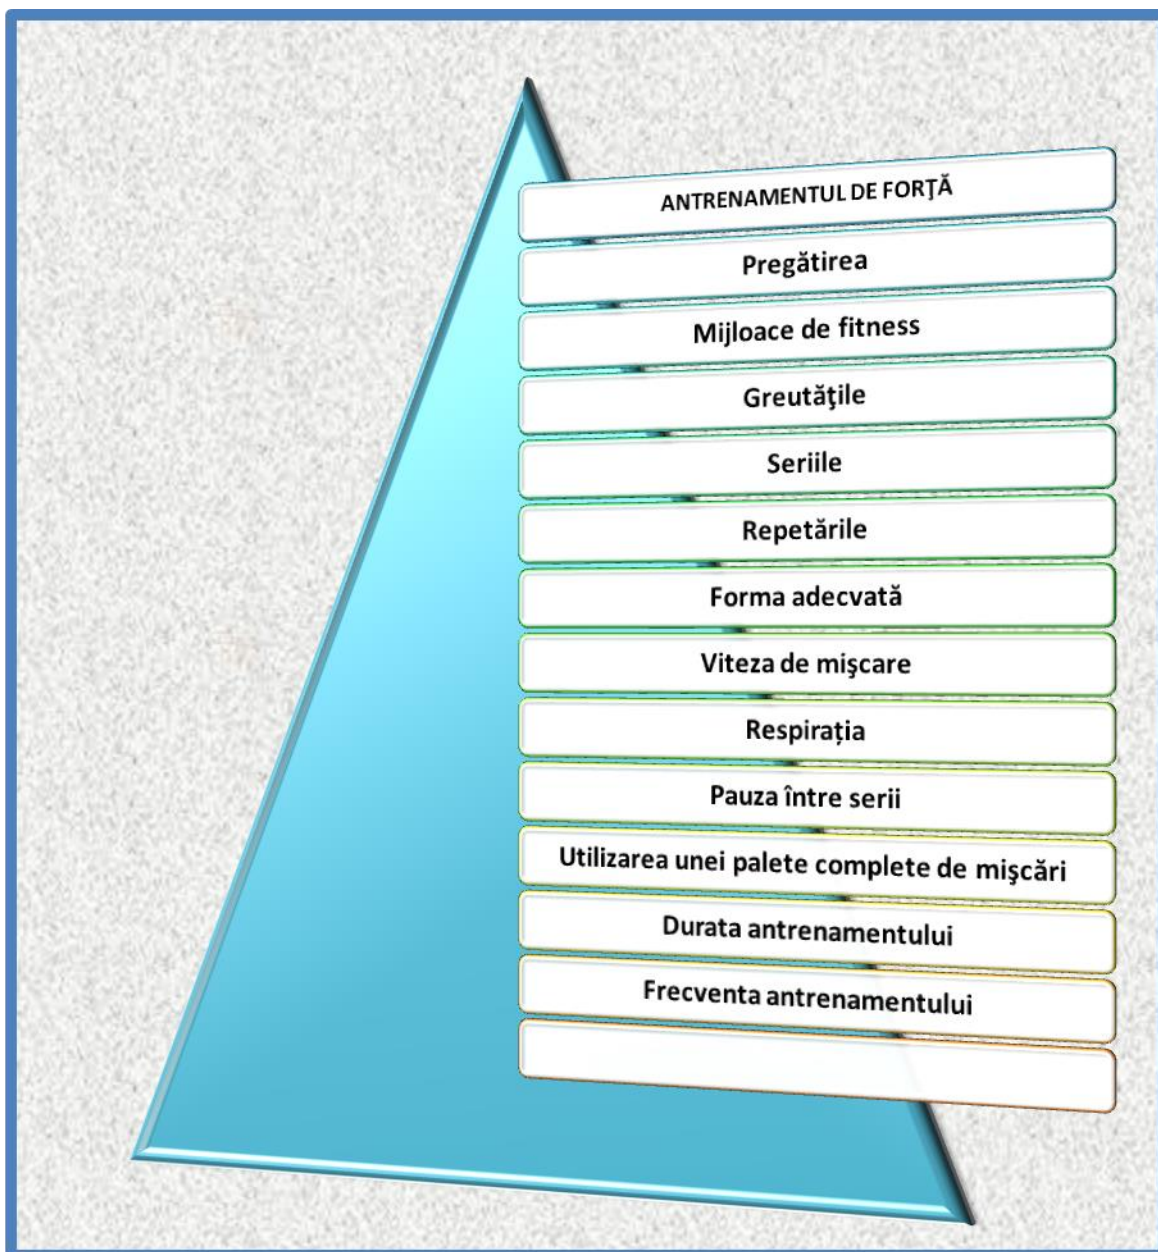 ANTRENAMENTUL DE FORŢĂ
Pregătirea
Mijloace de fitness
Greutăţile
Seriile
Repetările
Forma adecvată
Viteza de mişcare
Respirația
Pauza între serii
Utilizarea unei palete complete de mişcări
Durata antrenamentului
Frecventa antrenamentului